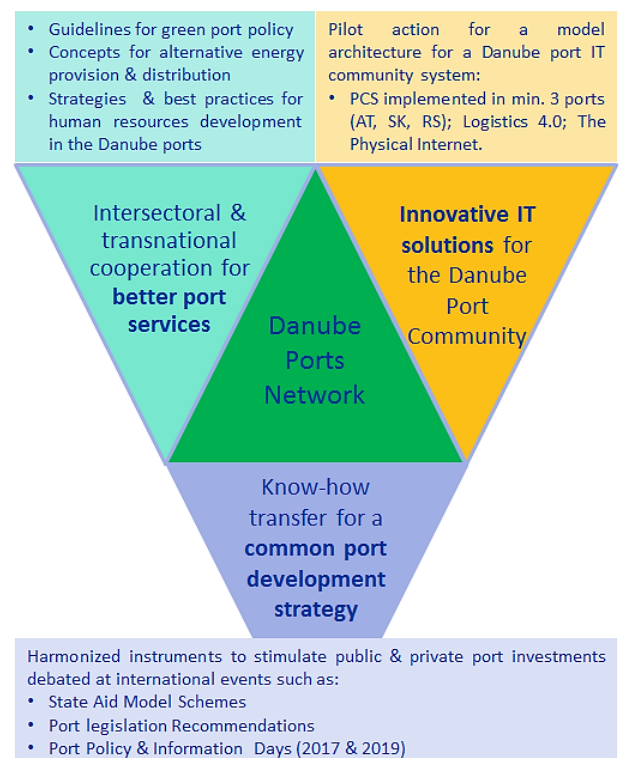 • Guidelines for green port policy
• Concepts for alternative energy
provision & distribution
• Strategies & best practices for
human resources development
in the Danube ports
Pilot action for a model
architecture for a Danube port IT
community system:
• PCS implemented in min. 3 ports
(AT, SK, RS); Logistics 4.0; The
Physical Internet.
Intersectoral &
transnational
cooperation for
better port
services
Innovative IT
solutions for
the Danube
Port
Community
Danube
Ports
Network
Know-how
transfer for a
common port
development
strategy
Harmonized instruments to stimulate public & private port investments
debated at international events such as:
• State Aid Model Schemes
• Port legislation Recommendations
• Port Policy & Information Days (2017 & 2019)